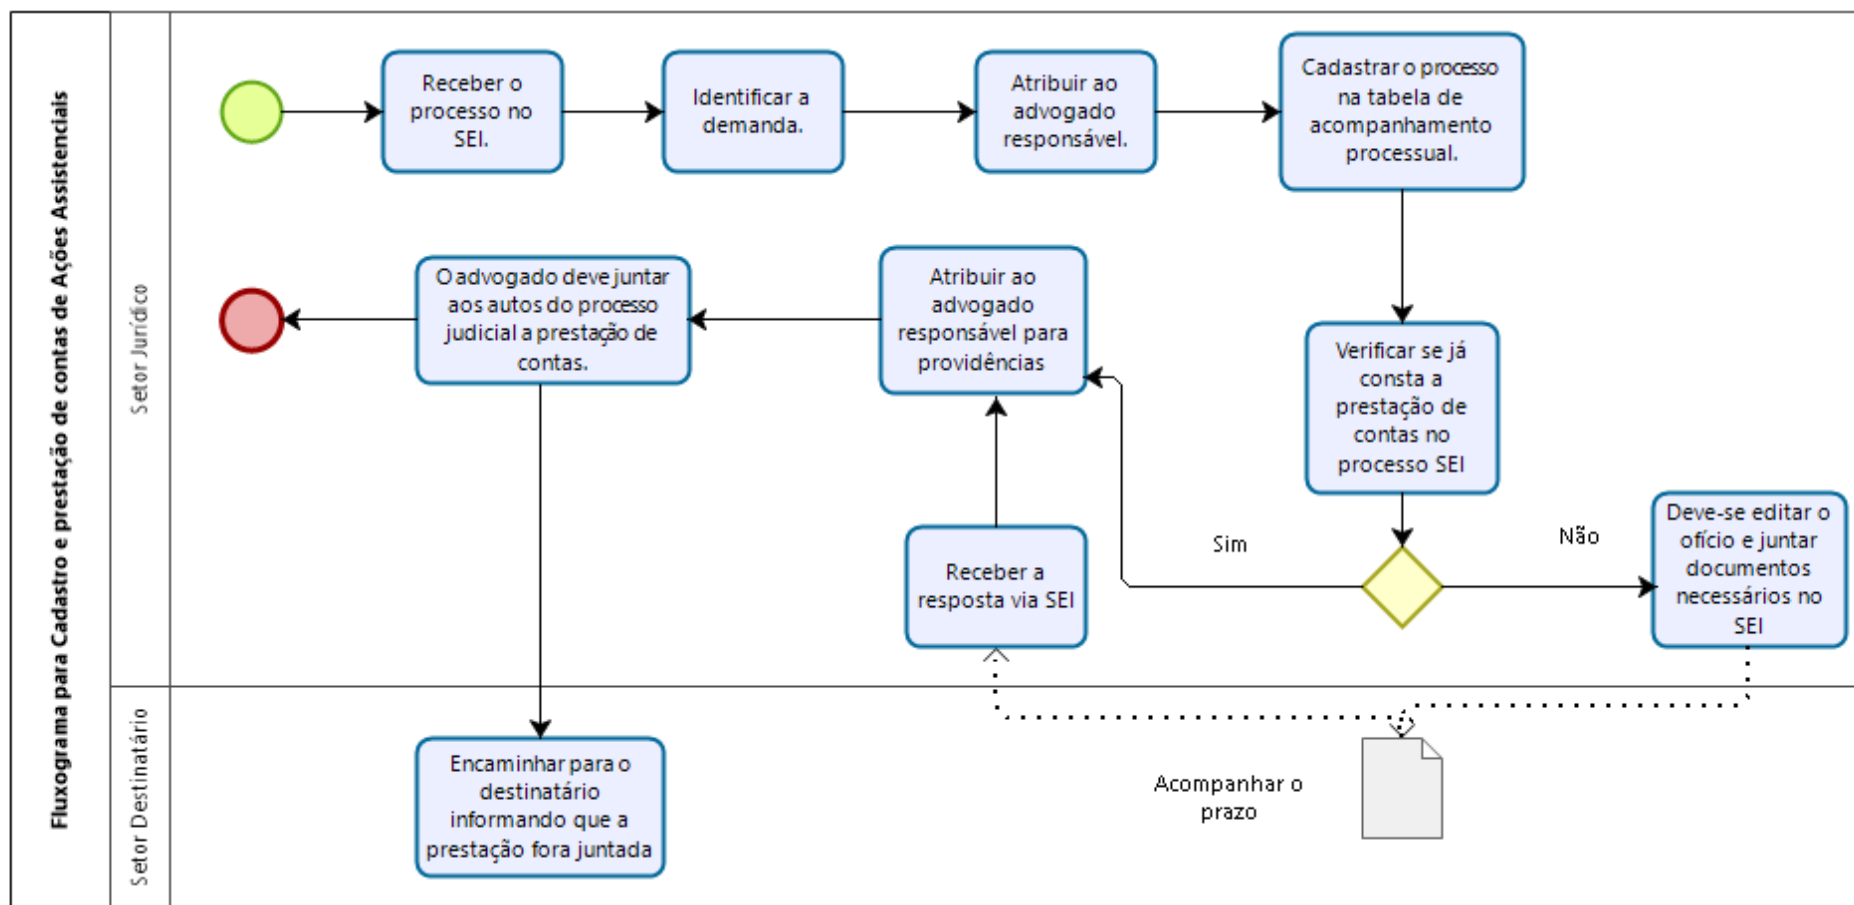 Fluxograma para Cadastro e prestação de contas de Ações Assistenciais
Setor Jurídico
Receber o
processo no
SEI.
Identificar a
demanda.
Atribuir ao
advogado
responsável.
Cadastrar o processo
na tabela de
acompanhamento
processual.
Verificar se já
consta a
prestação de
contas no
processo SEI
Sim
Não
Deve-se editar o
ofício e juntar
documentos
necessários no
SEI
Receber a
resposta via SEI
Atribuir ao
advogado
responsável para
providências
O advogado deve juntar
aos autos do processo
judicial a prestação de
contas.
Setor Destinatário
Encaminhar para o
destinatário
informando que a
prestação fora juntada
Acompanhar o
prazo